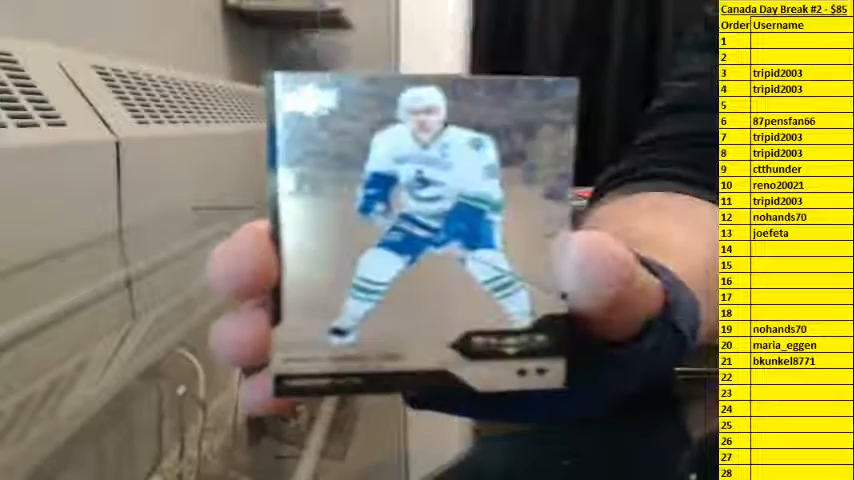 Canada Day Break #2 - $85
Order Username
1
2
3 tripid2003
4 tripid2003
5
6 87pensfan66
7 tripid2003
8 tripid2003
9 ctthunder
10 reno20021
11 tripid2003
12 nohands70
13 joefeta
14
15
16
17
18
19 nohands70
20 maria_eggen
21 bkunkel8771
22
23
24
25
26
27
28